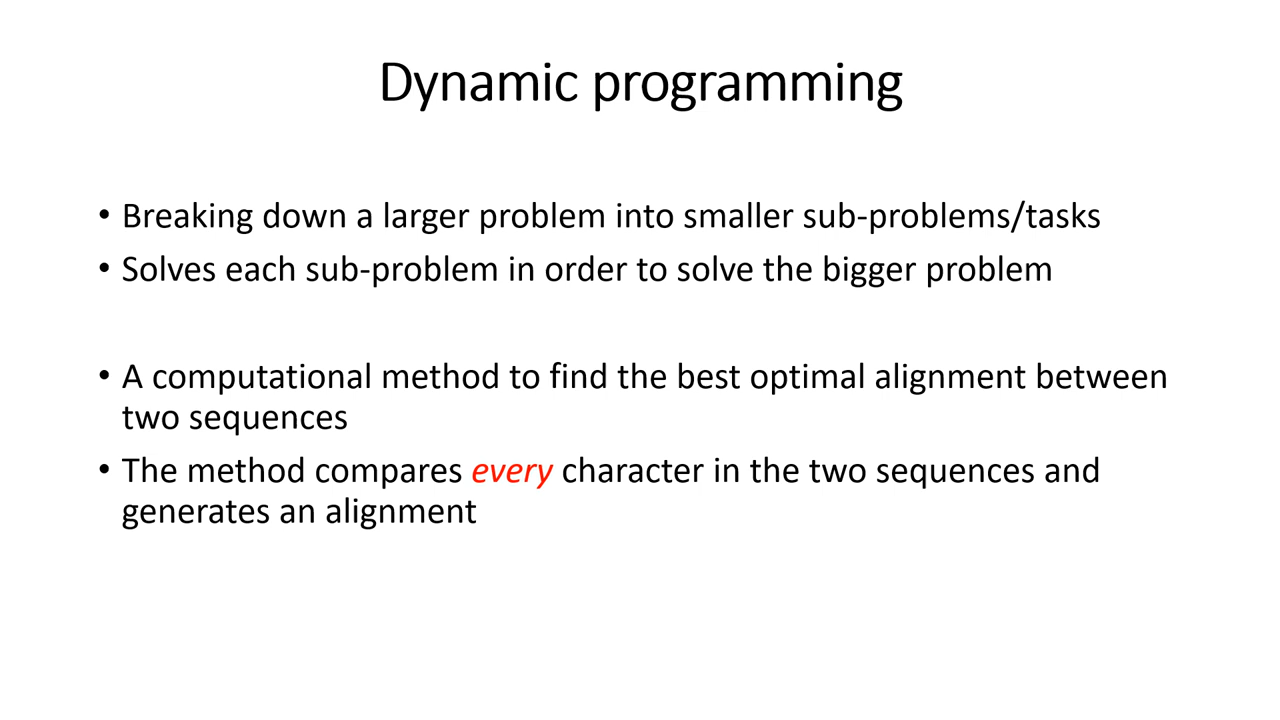 Dynamic programming
• Breaking down a larger problem into smaller sub-problems/tasks
• Solves each sub-problem in order to solve the bigger problem
• A computational method to find the best optimal alignment between
two sequences
• The method compares every character in the two sequences and
generates an alignment